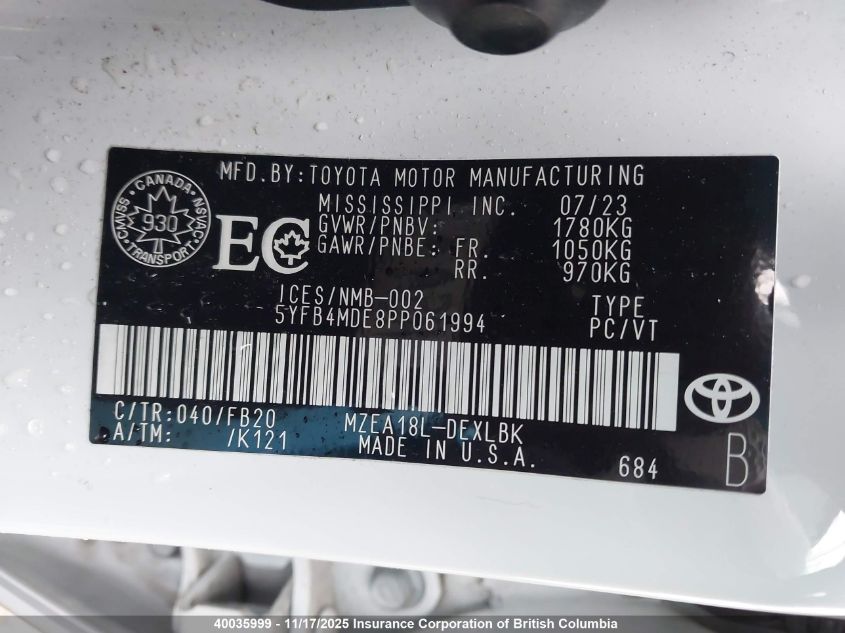 MFD.BY:TOYOTA MOTOR MANUFACTURING
MISSISSIPPI INC. 07/23
GVWR/PNBV: 1780KG
GAWR/PNBE: FR. 1050KG
RR. 970KG
CANADA
CMVSS 930 NSVAC
TRANSPORT
EC
ICES/NMB-002 TYPE
5YFB4MDE8PP061994 PC/VT
C/TR:040/FB20 MZEA18L-DEXLBK
A/TM: /K121 MADE IN U.S.A.
684 B
40035999 - 11/17/2025 Insurance Corporation of British Columbia